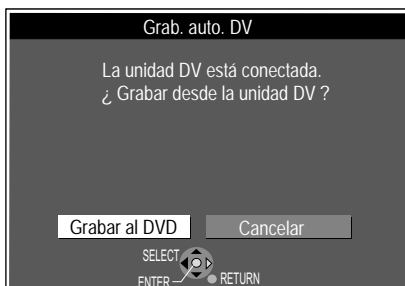 Grab. auto. DV
La unidad DV está conectada.
¿ Grabar desde la unidad DV ?
Grabar al DVD
Cancelar
SELECT
ENTER
RETURN